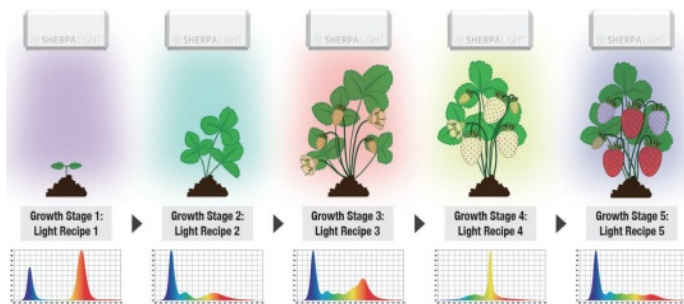 SHERPALIGHT
SHERPALIGHT
SHERPALIGHT
SHERPALIGHT
SHERPALIGHT
Growth Stage 1:
Light Recipe 1
Growth Stage 2:
Light Recipe 2
Growth Stage 3:
Light Recipe 3
Growth Stage 4:
Light Recipe 4
Growth Stage 5:
Light Recipe 5